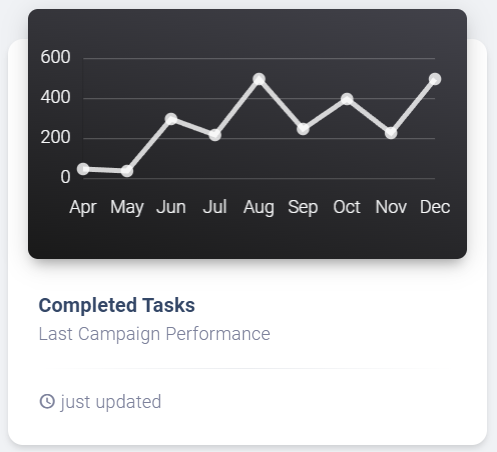 600
400
200
0
Apr May Jun Jul Aug Sep Oct Nov Dec
Completed Tasks
Last Campaign Performance
just updated